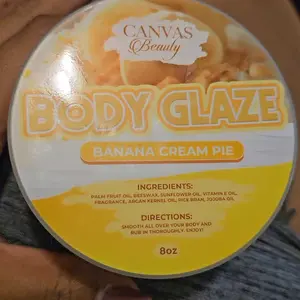 CANVAS
Beauty
BODY GLAZE
BANANA CREAM PIE
INGREDIENTS:
PALM FRUIT OIL, BEESWAX, SUNFLOWER OIL, VITAMIN E OIL,
FRAGRANCE, ARGAN KERNEL OIL, RICE BRAN, JOJOBA OIL
DIRECTIONS:
SMOOTH ALL OVER YOUR BODY AND
RUB IN THOROUGHLY. ENJOY!
8oz